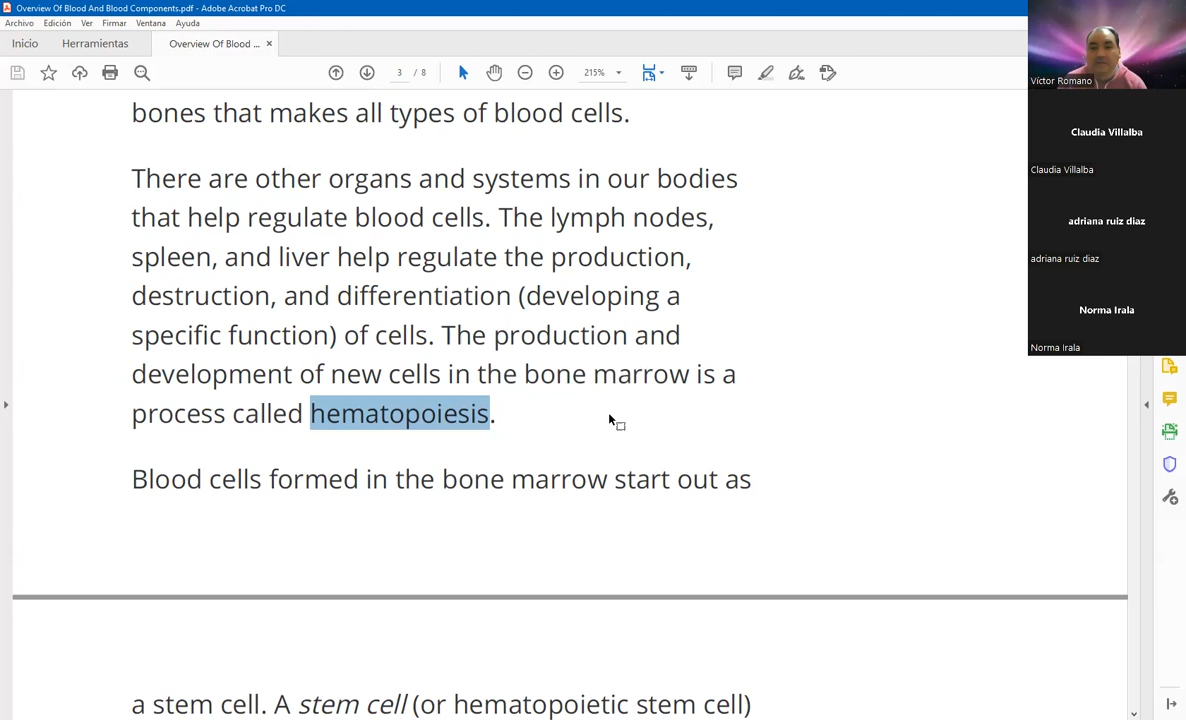 Overview Of Blood And Blood Components.pdf - Adobe Acrobat Pro DC
Archivo Edición Ver Firmar Ventana Ayuda
Inicio Herramientas Overview Of Blood ... ×
3 / 8 215%
bones that makes all types of blood cells.
There are other organs and systems in our bodies
that help regulate blood cells. The lymph nodes,
spleen, and liver help regulate the production,
destruction, and differentiation (developing a
specific function) of cells. The production and
development of new cells in the bone marrow is a
process called hematopoiesis.
Blood cells formed in the bone marrow start out as
a stem cell. A stem cell (or hematopoietic stem cell)
Víctor Romano
Claudia Villalba
Claudia Villalba
adriana ruiz diaz
adriana ruiz diaz
Norma Irala
Norma Irala